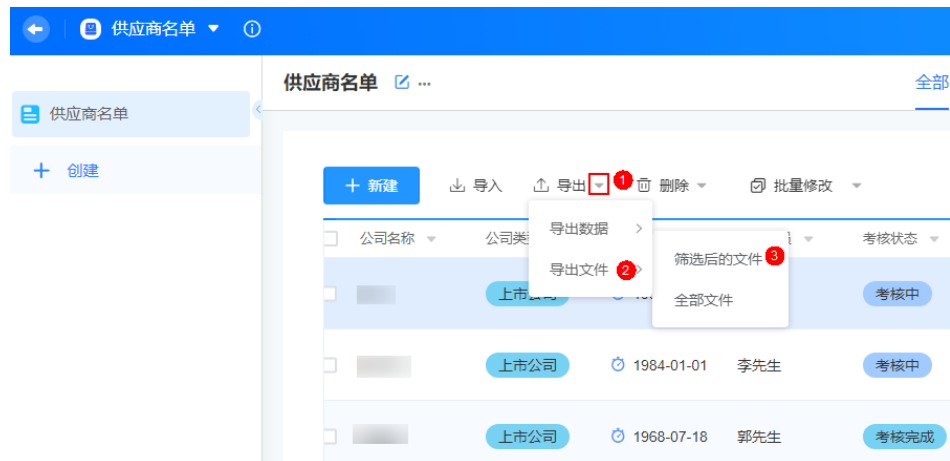 供应商名单
供应商名单 ... 全部
供应商名单
创建
新建 导入 导出 1 删除 批量修改
公司名称 公司类 考核状态
导出数据
导出文件 2
筛选后的文件 3
全部文件
考核中
上市公司 1984-01-01 李先生 考核中
上市公司 1968-07-18 郭先生 考核完成